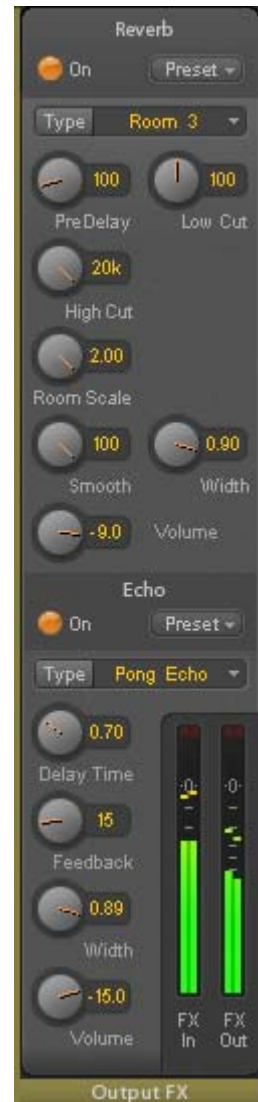 Reverb
On Preset
Type Room 3
100 100
PreDelay Low Cut
20k
High Cut
2.00
Room Scale
100 0.90
Smooth Width
-9.0 Volume
Echo
On Preset
Type Pong Echo
0.70
Delay Time
15
Feedback
0.89
Width
-15.0
Volume
-0- -0-
FX FX
In Out
Output FX